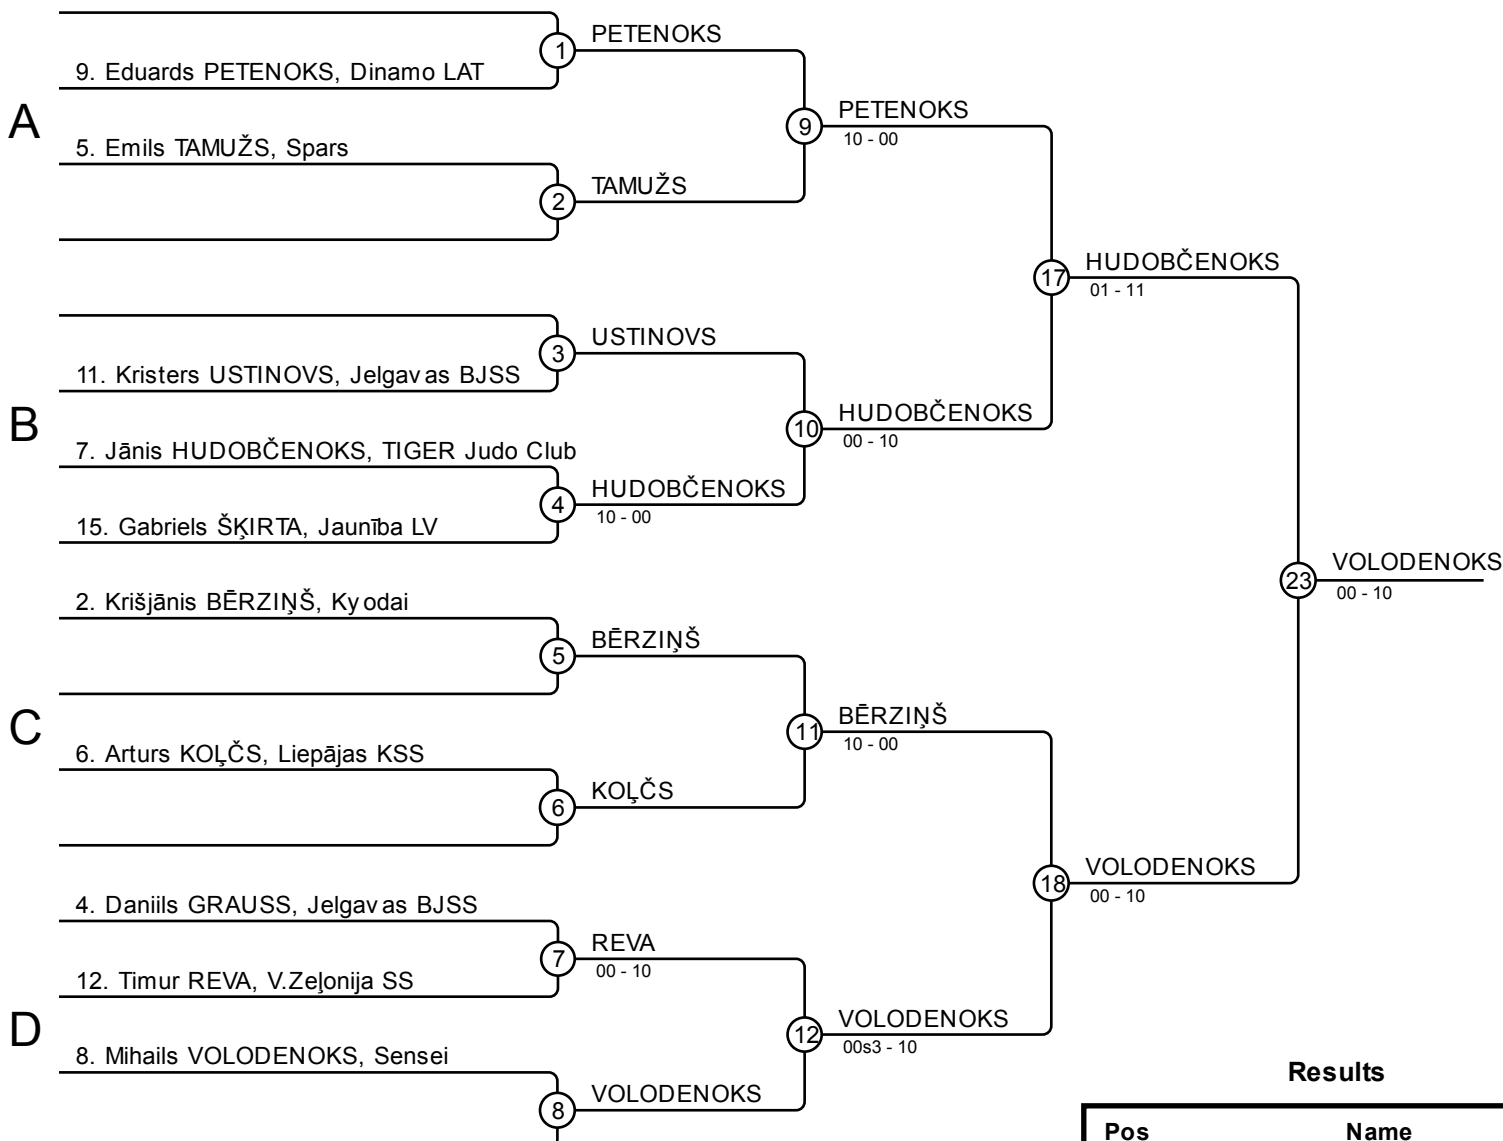 1
PETENOKS
9. Eduards PETENOKS, Dinamo LAT
A
9
PETENOKS
10 - 00
5. Emils TAMUŽS, Spars
2
TAMUŽS
17
HUDOBČENOKS
01 - 11
3
USTINOVS
11. Kristers USTINOVS, Jelgavas BJSS
B
10
HUDOBČENOKS
00 - 10
7. Jānis HUDOBČENOKS, TIGER Judo Club
4
HUDOBČENOKS
10 - 00
15. Gabriels ŠĶIRTA, Jaunība LV
23
VOLODENOKS
00 - 10
2. Krišjānis BĒRZIŅŠ, Kyodai
5
BĒRZIŅŠ
C
11
BĒRZIŅŠ
10 - 00
6. Arturs KOĻČS, Liepājas KSS
6
KOĻČS
18
VOLODENOKS
00 - 10
4. Daniils GRAUSS, Jelgavas BJSS
7
REVA
00 - 10
12. Timur REVA, V.Zeļonija SS
D
12
VOLODENOKS
00s3 - 10
8. Mihails VOLODENOKS, Sensei
8
VOLODENOKS
Results
Pos Name